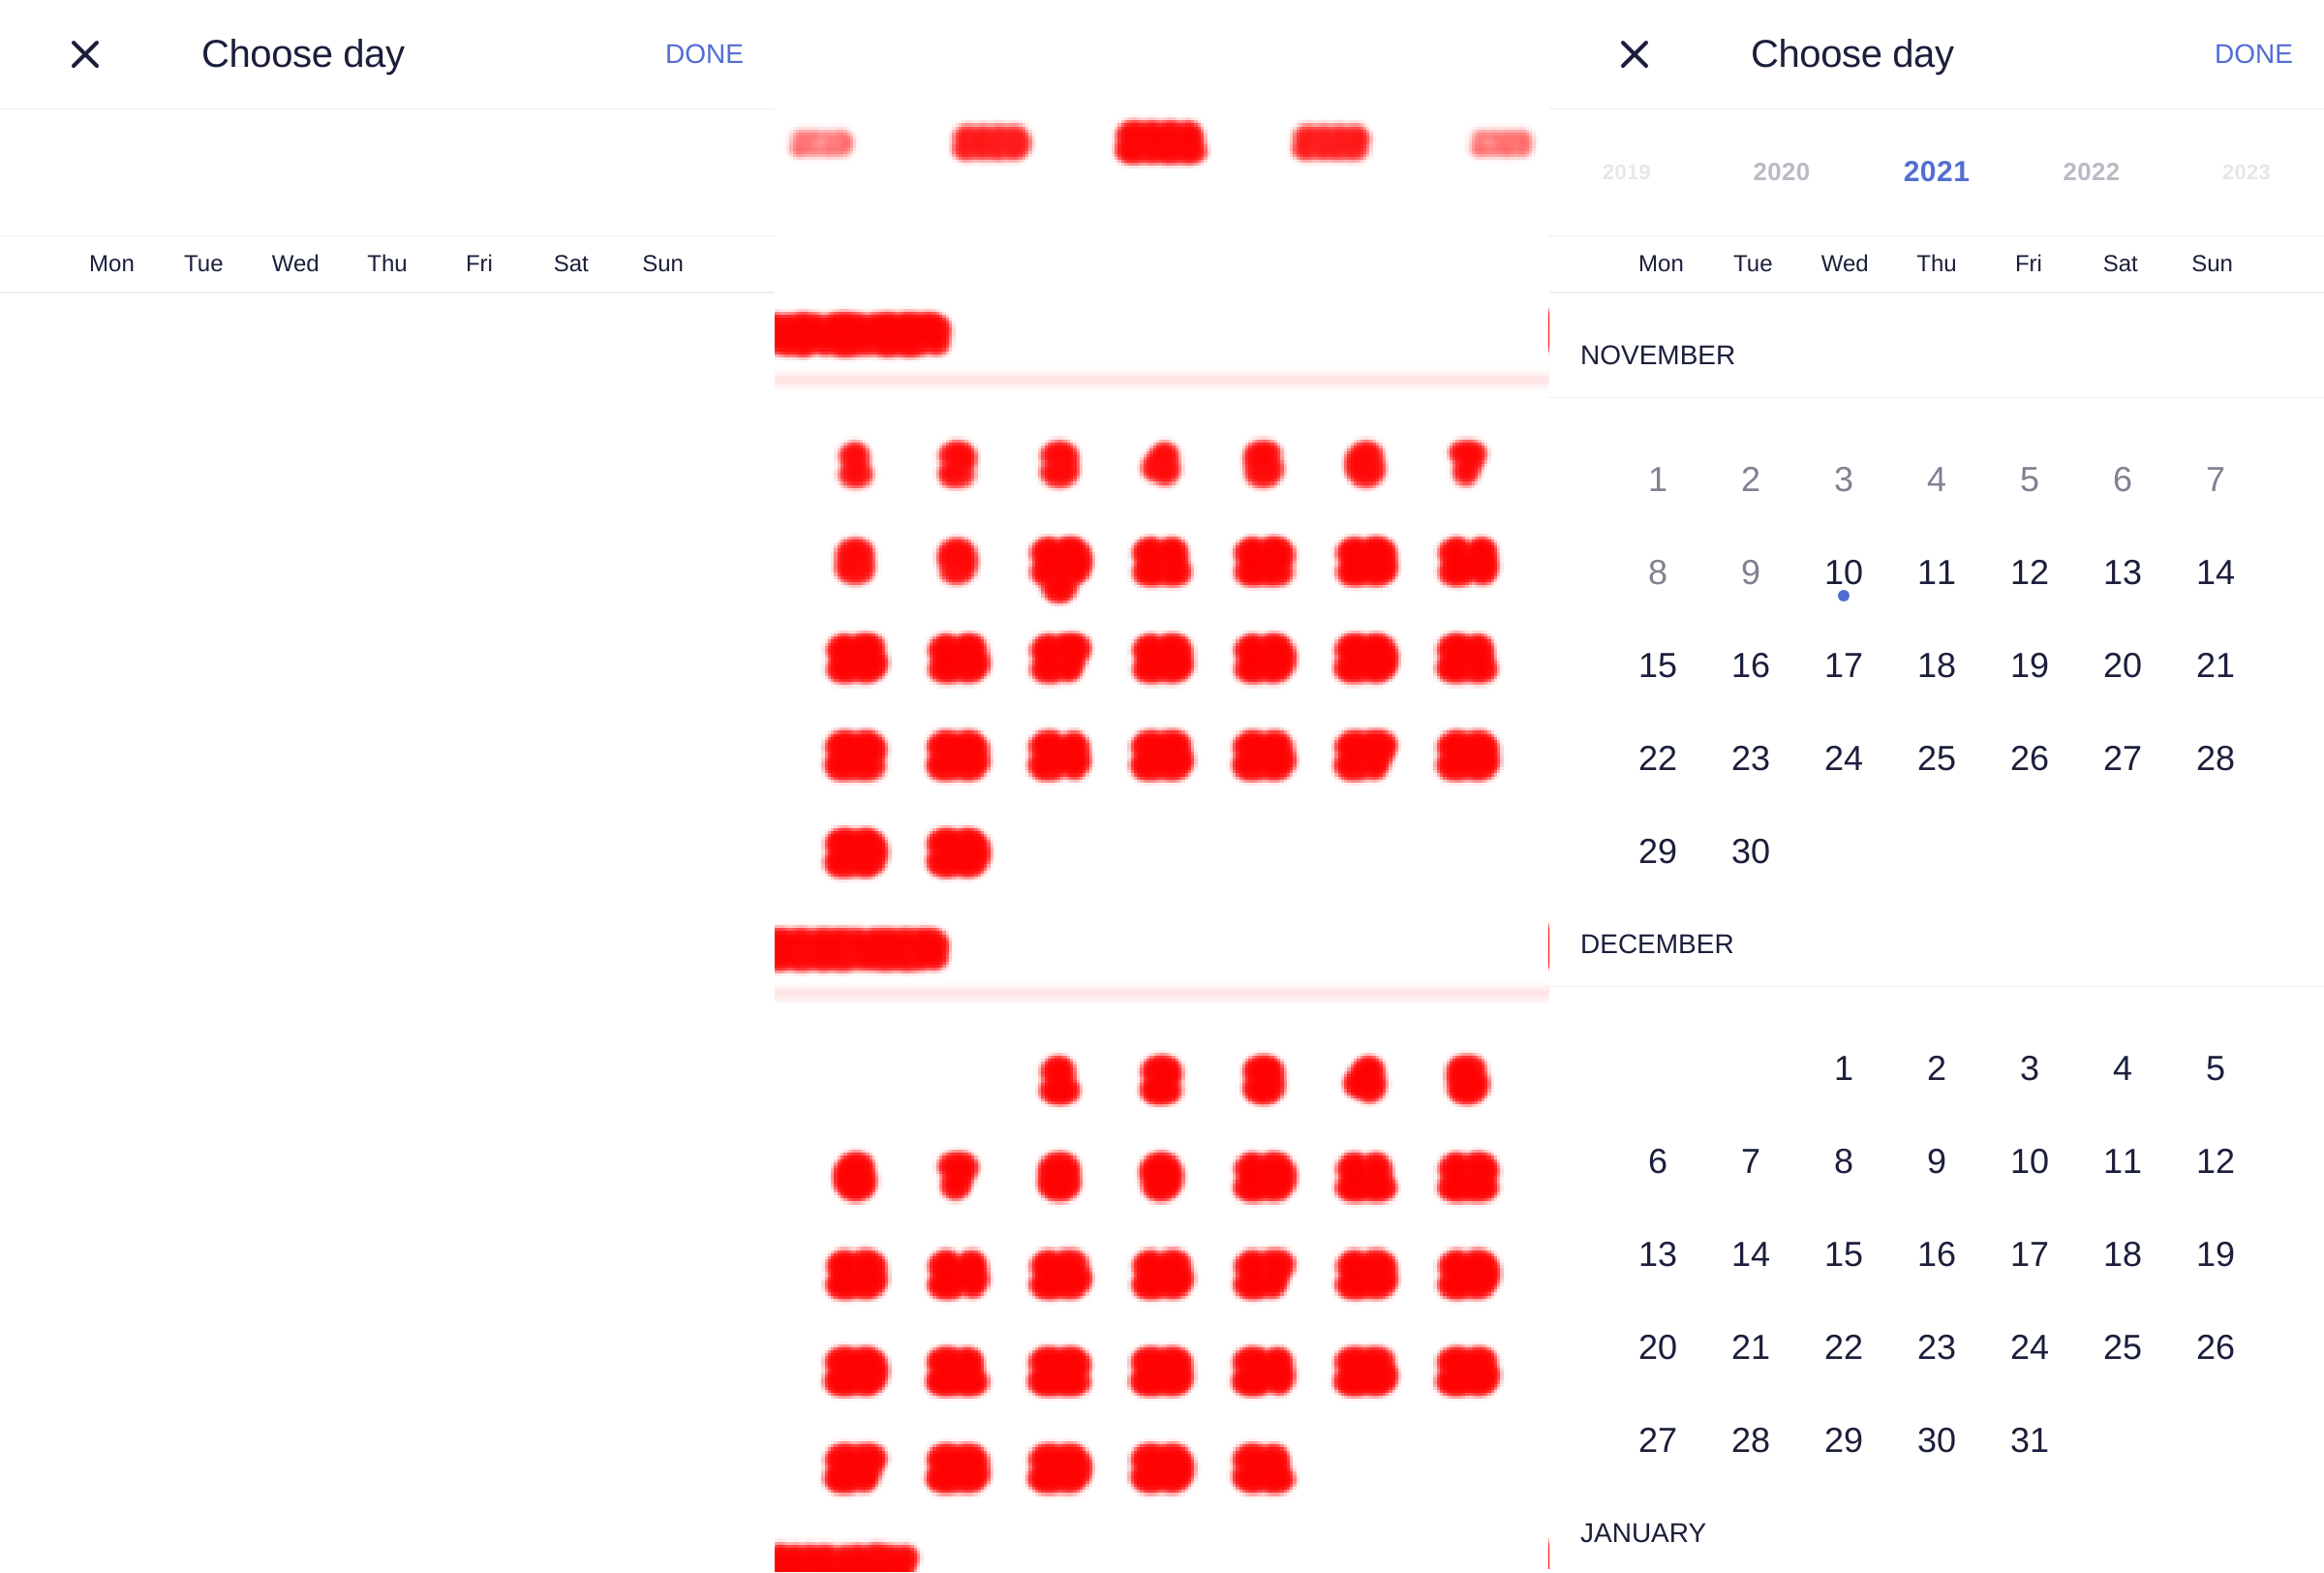 Choose day DONE
Mon Tue Wed Thu Fri Sat Sun
Choose day DONE
2019 2020 2021 2022 2023
Mon Tue Wed Thu Fri Sat Sun
NOVEMBER
1 2 3 4 5 6 7
8 9 10 11 12 13 14
15 16 17 18 19 20 21
22 23 24 25 26 27 28
29 30
DECEMBER
1 2 3 4 5
6 7 8 9 10 11 12
13 14 15 16 17 18 19
20 21 22 23 24 25 26
27 28 29 30 31
JANUARY